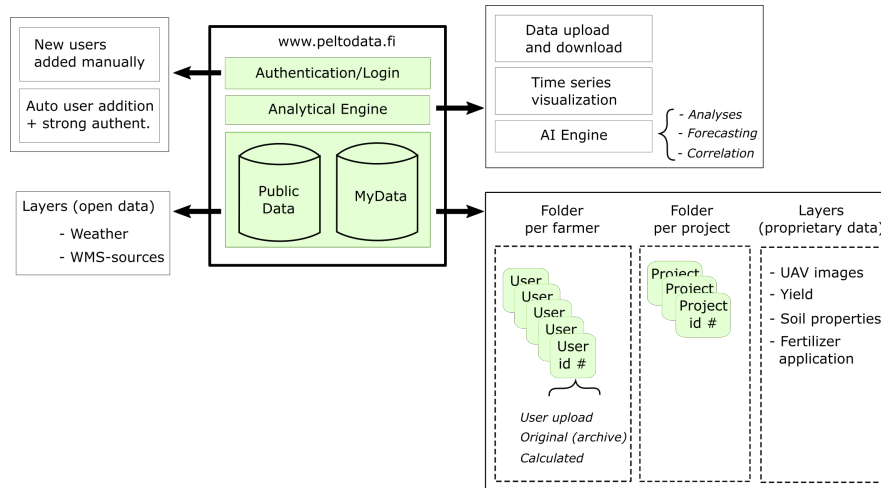 New users
added manually
Auto user addition
+ strong authent.
www.peltodata.fi
Authentication/Login
Analytical Engine
Public
Data
MyData
Data upload
and download
Time series
visualization
AI Engine
- Analyses
- Forecasting
- Correlation
Layers (open data)
- Weather
- WMS-sources
Folder
per farmer
User
User
User
User
User
id #
User upload
Original (archive)
Calculated
Folder
per project
Project
Project
Project
id #
Layers
(proprietary data)
- UAV images
- Yield
- Soil properties
- Fertilizer
application